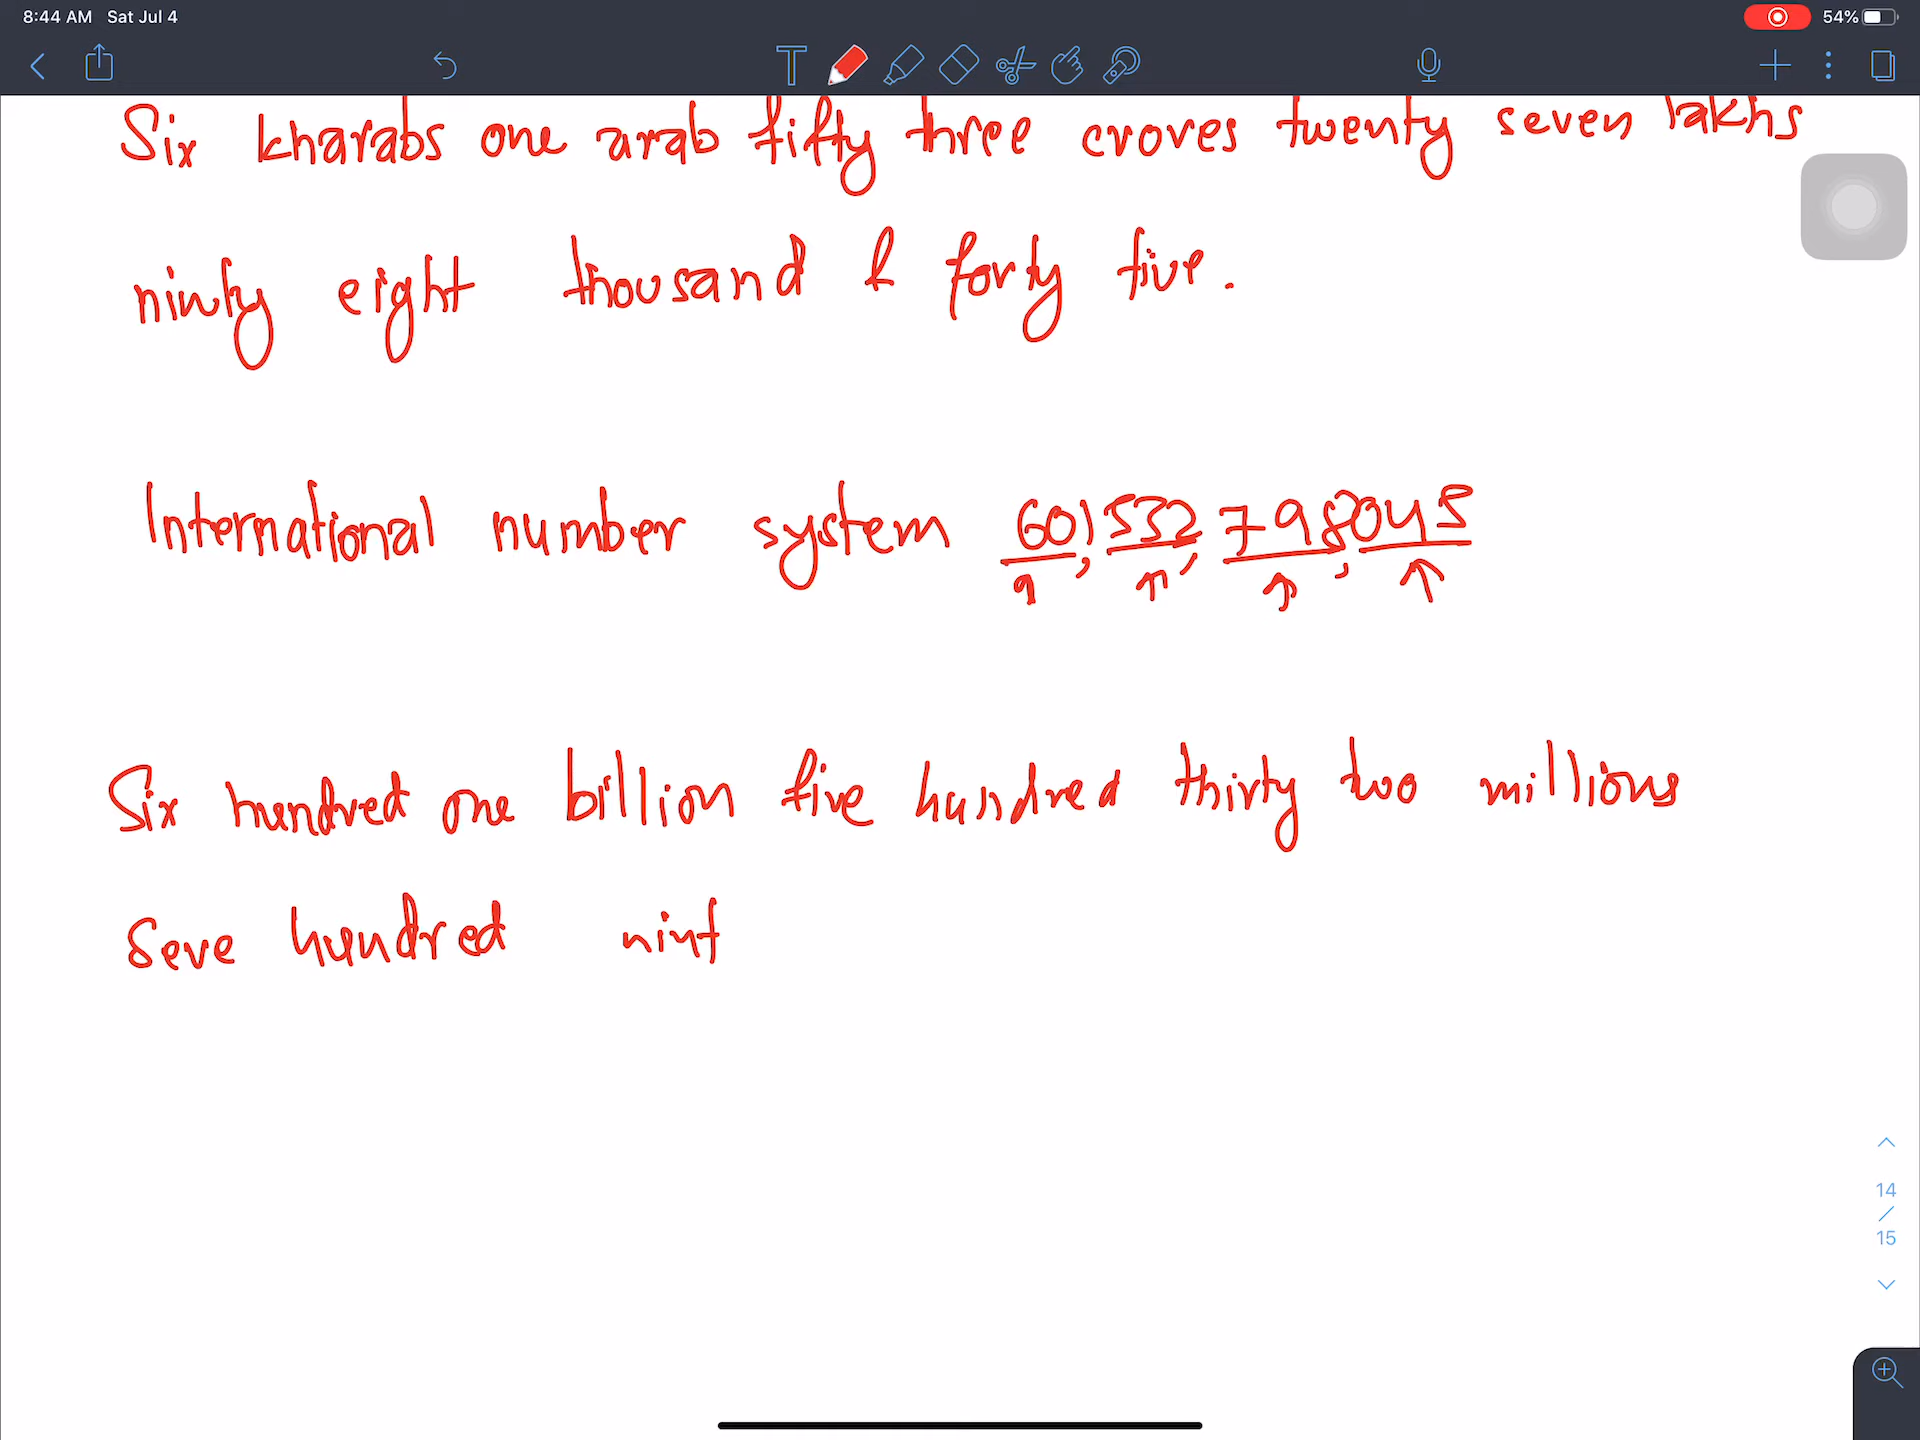 8:44 AM Sat Jul 4 54%
Six kharabs one arab fifty three crores twenty seven lakhs
ninty eight thousand & forty five.
International number system 601,532,798,045
Six hundred one billion five hundred thirty two millions
Seve hundred nint
14
/
15